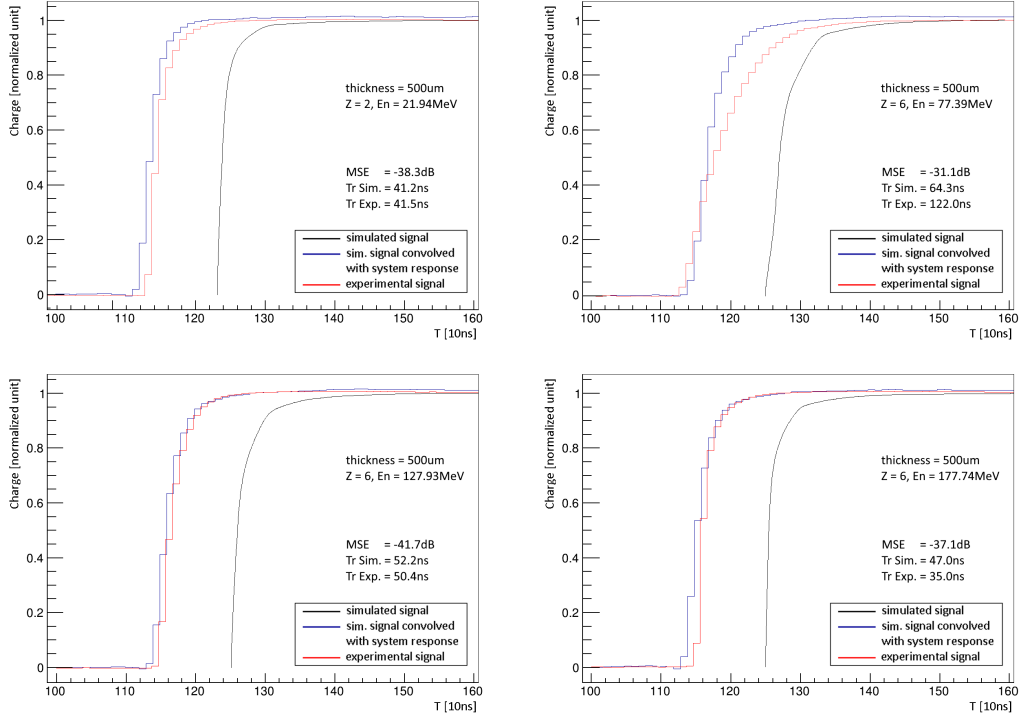 Charge [normalized unit]
1
0.8
0.6
0.4
0.2
0
thickness = 500um
Z = 2, En = 21.94MeV
MSE = -38.3dB
Tr Sim. = 41.2ns
Tr Exp. = 41.5ns
simulated signal
sim. signal convolved
with system response
experimental signal
100 110 120 130 140 150 160
T [10ns]
Charge [normalized unit]
1
0.8
0.6
0.4
0.2
0
thickness = 500um
Z = 6, En = 77.39MeV
MSE = -31.1dB
Tr Sim. = 64.3ns
Tr Exp. = 122.0ns
simulated signal
sim. signal convolved
with system response
experimental signal
100 110 120 130 140 150 160
T [10ns]
Charge [normalized unit]
1
0.8
0.6
0.4
0.2
0
thickness = 500um
Z = 6, En = 127.93MeV
MSE = -41.7dB
Tr Sim. = 52.2ns
Tr Exp. = 50.4ns
simulated signal
sim. signal convolved
with system response
experimental signal
100 110 120 130 140 150 160
T [10ns]
Charge [normalized unit]
1
0.8
0.6
0.4
0.2
0
thickness = 500um
Z = 6, En = 177.74MeV
MSE = -37.1dB
Tr Sim. = 47.0ns
Tr Exp. = 35.0ns
simulated signal
sim. signal convolved
with system response
experimental signal
100 110 120 130 140 150 160
T [10ns]